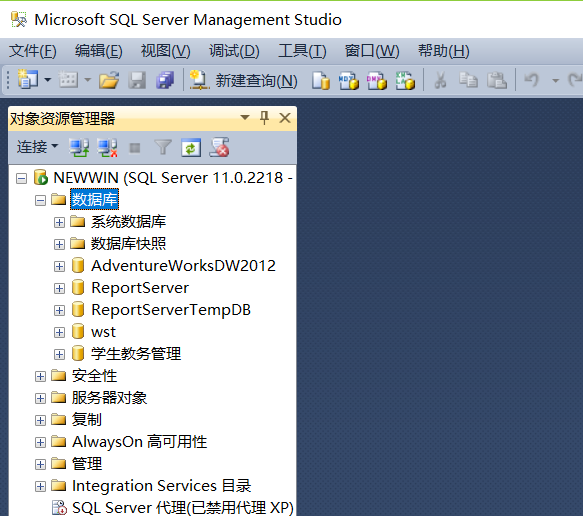 Microsoft SQL Server Management Studio
文件(F) 编辑(E) 视图(V) 调试(D) 工具(T) 窗口(W) 帮助(H)
新建查询(N)
对象资源管理器
连接
NEWWIN (SQL Server 11.0.2218 -
数据库
系统数据库
数据库快照
AdventureWorksDW2012
ReportServer
ReportServerTempDB
wst
学生教务管理
安全性
服务器对象
复制
AlwaysOn 高可用性
管理
Integration Services 目录
SQL Server 代理(已禁用代理 XP)